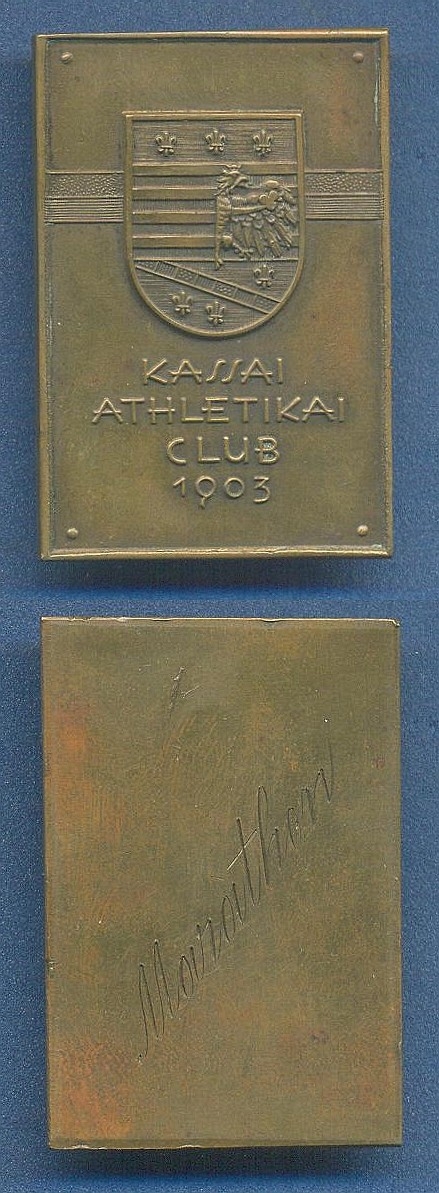 KASSAI
ATHLETIKAI
CLUB
1903
Marathon